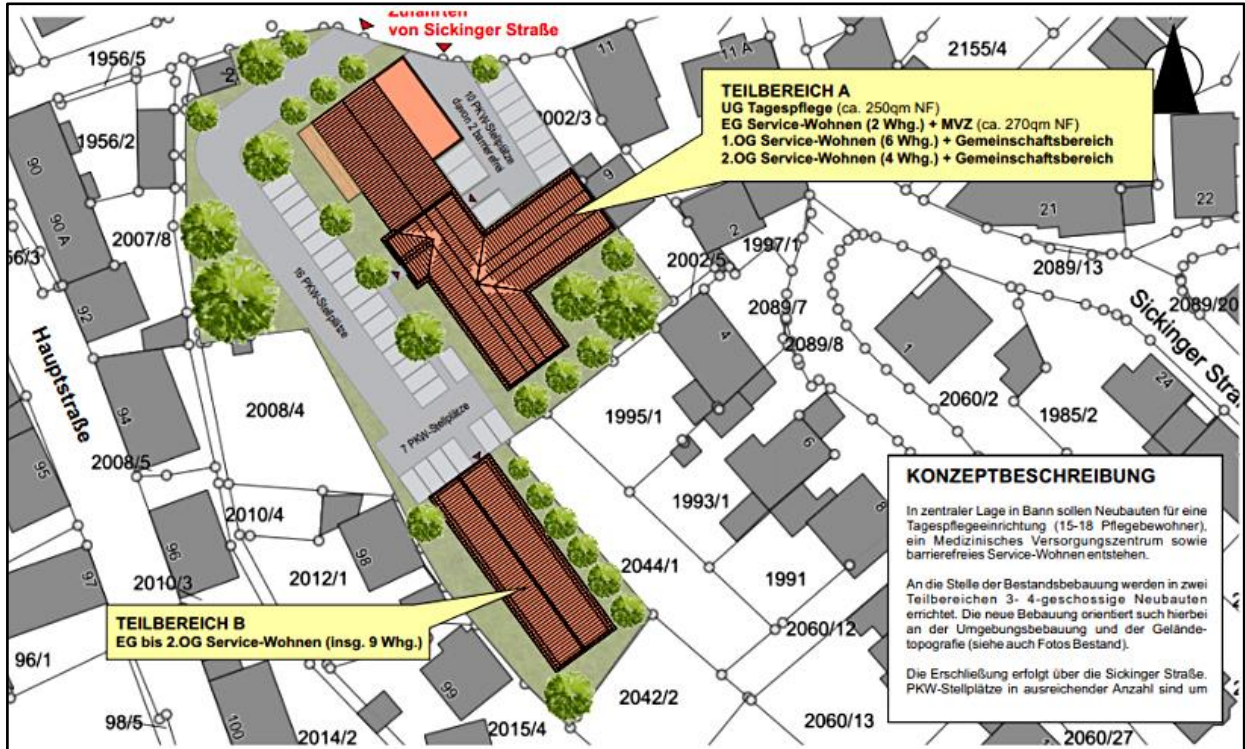 Zufahrten
von Sickinger Straße
1956/5
2
11
11 A
2155/4
TEILBEREICH A
UG Tagespflege (ca. 250qm NF)
EG Service-Wohnen (2 Whg.) + MVZ (ca. 270qm NF)
1.OG Service-Wohnen (6 Whg.) + Gemeinschaftsbereich
2.OG Service-Wohnen (4 Whg.) + Gemeinschaftsbereich
10 PKW-Stellplätze
davon 2 barrierefrei
2002/3
1956/2
90
90 A
9
2
21
22
2007/8
56/3
1997/1
2002/5
2089/13
2089/20
2089/7
2089/8
Sickinger Straß
16 PKW-Stellplätze
92
Hauptstraße
4
1
24
94
2008/4
2060/2
1985/2
1995/1
7 PKW-Stellplätze
95
2008/5
6
8
1993/1
2010/4
96
98
97
2010/3
2012/1
2044/1
1991
2060/12
TEILBEREICH B
EG bis 2.OG Service-Wohnen (insg. 9 Whg.)
96/1
99
98/5
100
2014/2
2015/4
2042/2
2060/13
2060/27
KONZEPTBESCHREIBUNG
In zentraler Lage in Bann sollen Neubauten für eine
Tagespflegeeinrichtung (15-18 Pflegebewohner),
ein Medizinisches Versorgungszentrum sowie
barrierefreies Service-Wohnen entstehen.
An die Stelle der Bestandsbebauung werden in zwei
Teilbereichen 3- 4-geschossige Neubauten
errichtet. Die neue Bebauung orientiert such hierbei
an der Umgebungsbebauung und der Gelände-
topografie (siehe auch Fotos Bestand).
Die Erschließung erfolgt über die Sickinger Straße.
PKW-Stellplätze in ausreichender Anzahl sind um